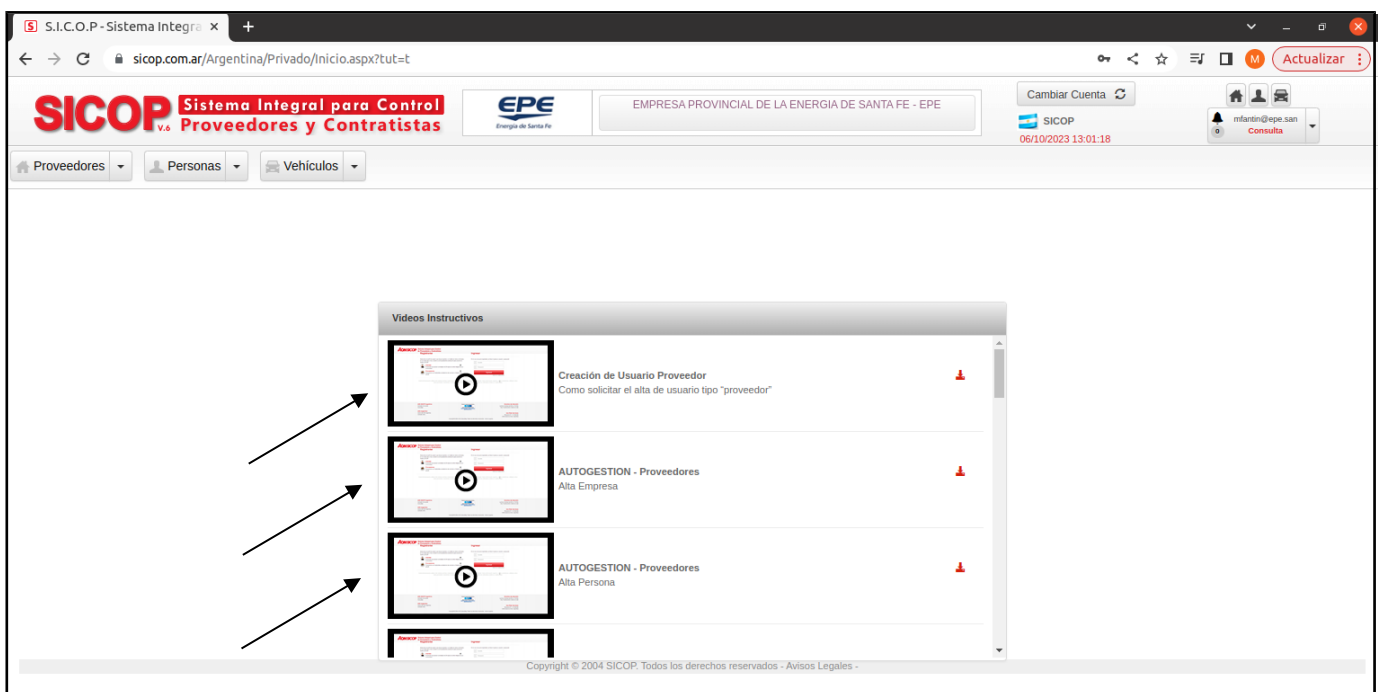 S S.I.C.O.P - Sistema Integra
sicop.com.ar/Argentina/Privado/Inicio.aspx?tut=t
M
Actualizar
SICOP V.6 Sistema Integral para Control
Proveedores y Contratistas
EPE
Energía de Santa Fe
EMPRESA PROVINCIAL DE LA ENERGIA DE SANTA FE - EPE
Cambiar Cuenta
SICOP
06/10/2023 13:01:18
0
mfantin@epe.san
Consulta
Proveedores
Personas
Vehículos
Videos Instructivos
Creación de Usuario Proveedor
Como solicitar el alta de usuario tipo "proveedor"
AUTOGESTION - Proveedores
Alta Empresa
AUTOGESTION - Proveedores
Alta Persona
Copyright © 2004 SICOP. Todos los derechos reservados - Avisos Legales -